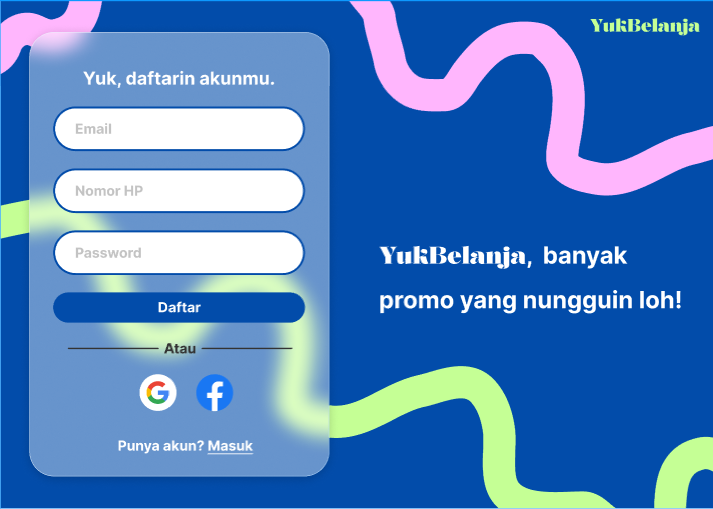 YukBelanja
Yuk, daftarin akunmu.
Email
Nomor HP
Password
Daftar
Atau
Punya akun? Masuk
YukBelanja, banyak
promo yang nungguin loh!